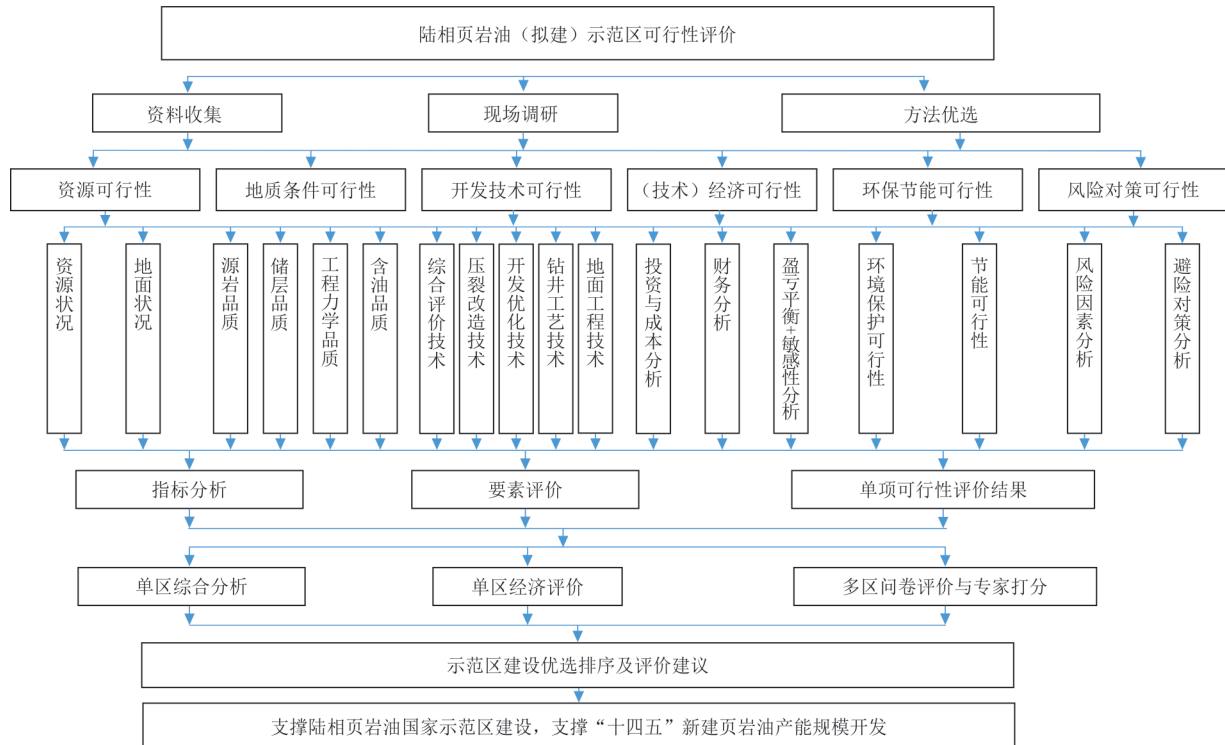 陆相页岩油（拟建）示范区可行性评价
资料收集
现场调研
方法优选
资源可行性
地质条件可行性
开发技术可行性
（技术）经济可行性
环保节能可行性
风险对策可行性
资源状况
地面状况
源岩品质
储层品质
工程力学品质
含油品质
综合评价技术
压裂改造技术
开发优化技术
钻井工艺技术
地面工程技术
投资与成本分析
财务分析
盈亏平衡+敏感性分析
环境保护可行性
节能可行性
风险因素分析
避险对策分析
指标分析
要素评价
单项可行性评价结果
单区综合分析
单区经济评价
多区问卷评价与专家打分
示范区建设优选排序及评价建议
支撑陆相页岩油国家示范区建设，支撑“十四五”新建页岩油产能规模开发